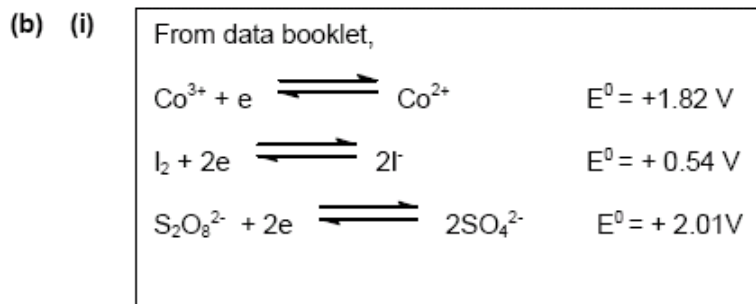 (b) (i) From data booklet,
Co³⁺ + e ⇌ Co²⁺ E⁰ = +1.82 V
I₂ + 2e ⇌ 2I⁻ E⁰ = + 0.54 V
S₂O₈²⁻ + 2e ⇌ 2SO₄²⁻ E⁰ = + 2.01V